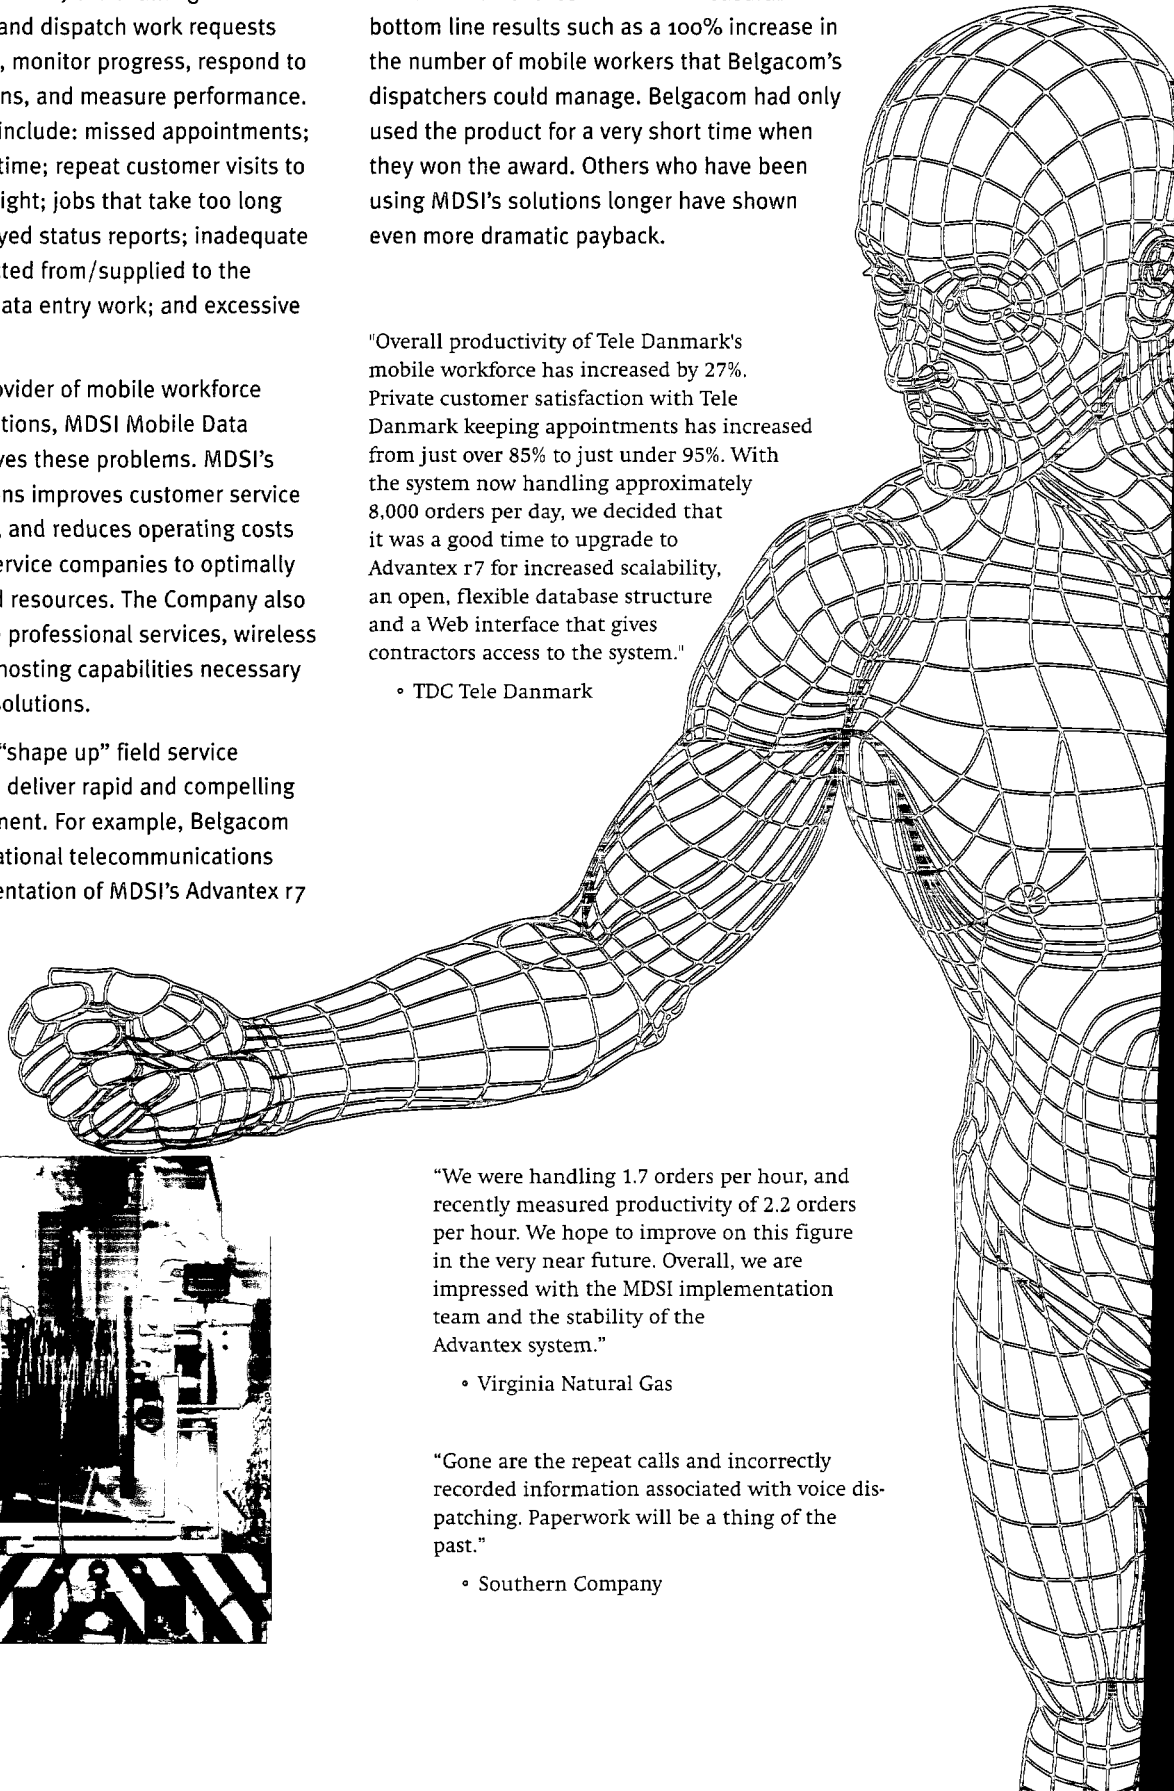 and dispatch work requests
, monitor progress, respond to
ns, and measure performance.
include: missed appointments;
time; repeat customer visits to
ight; jobs that take too long
yed status reports; inadequate
ted from/supplied to the
ata entry work; and excessive
ovider of mobile workforce
tions, MDSI Mobile Data
ves these problems. MDSI’s
ns improves customer service
, and reduces operating costs
ervice companies to optimally
d resources. The Company also
professional services, wireless
hosting capabilities necessary
solutions.
“shape up” field service
deliver rapid and compelling
ment. For example, Belgacom
ational telecommunications
entation of MDSI’s Advantex r7
bottom line results such as a 100% increase in
the number of mobile workers that Belgacom’s
dispatchers could manage. Belgacom had only
used the product for a very short time when
they won the award. Others who have been
using MDSI’s solutions longer have shown
even more dramatic payback.
"Overall productivity of Tele Danmark's
mobile workforce has increased by 27%.
Private customer satisfaction with Tele
Danmark keeping appointments has increased
from just over 85% to just under 95%. With
the system now handling approximately
8,000 orders per day, we decided that
it was a good time to upgrade to
Advantex r7 for increased scalability,
an open, flexible database structure
and a Web interface that gives
contractors access to the system."
° TDC Tele Danmark
“We were handling 1.7 orders per hour, and
recently measured productivity of 2.2 orders
per hour. We hope to improve on this figure
in the very near future. Overall, we are
impressed with the MDSI implementation
team and the stability of the
Advantex system.”
° Virginia Natural Gas
“Gone are the repeat calls and incorrectly
recorded information associated with voice dis-
patching. Paperwork will be a thing of the
past.”
° Southern Company